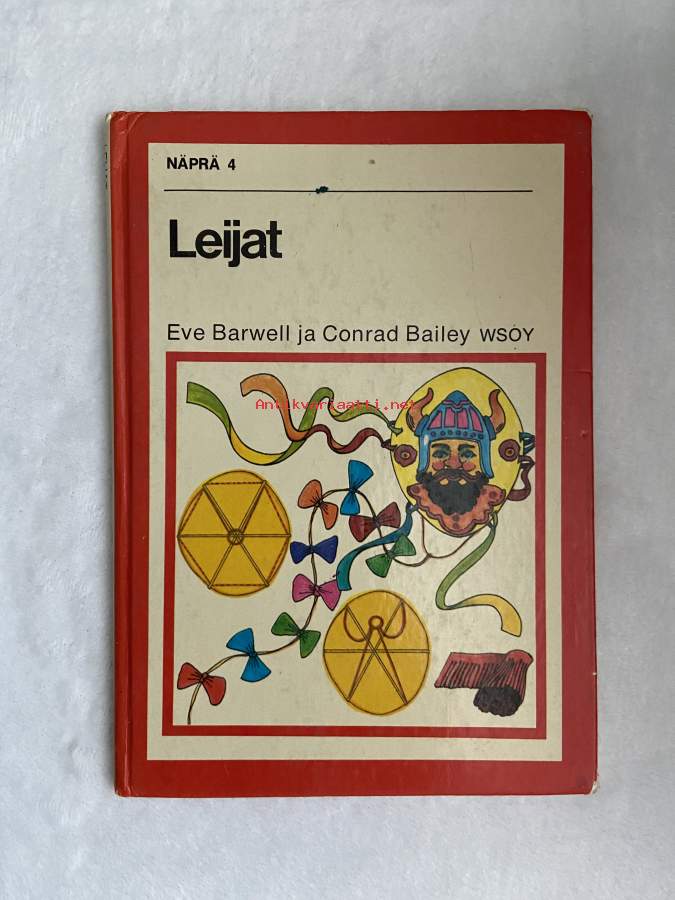 NÄPRÄ 4
Leijat
Eve Barwell ja Conrad Bailey WSOY
Antikvariaatti.net